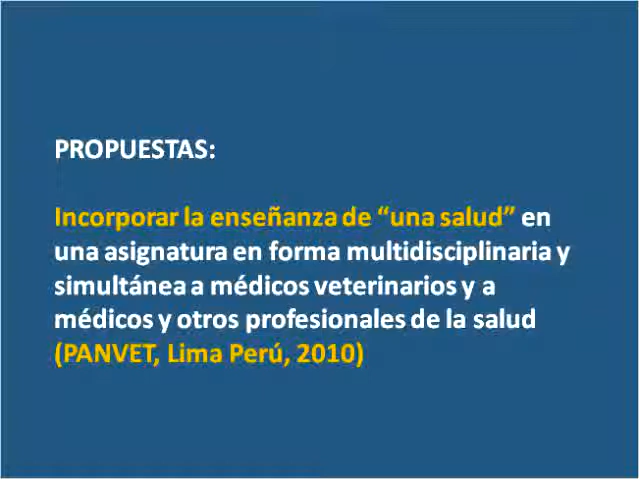 PROPUESTAS:
Incorporar la enseñanza de “una salud” en
una asignatura en forma multidisciplinaria y
simultánea a médicos veterinarios y a
médicos y otros profesionales de la salud
(PANVET, Lima Perú, 2010)